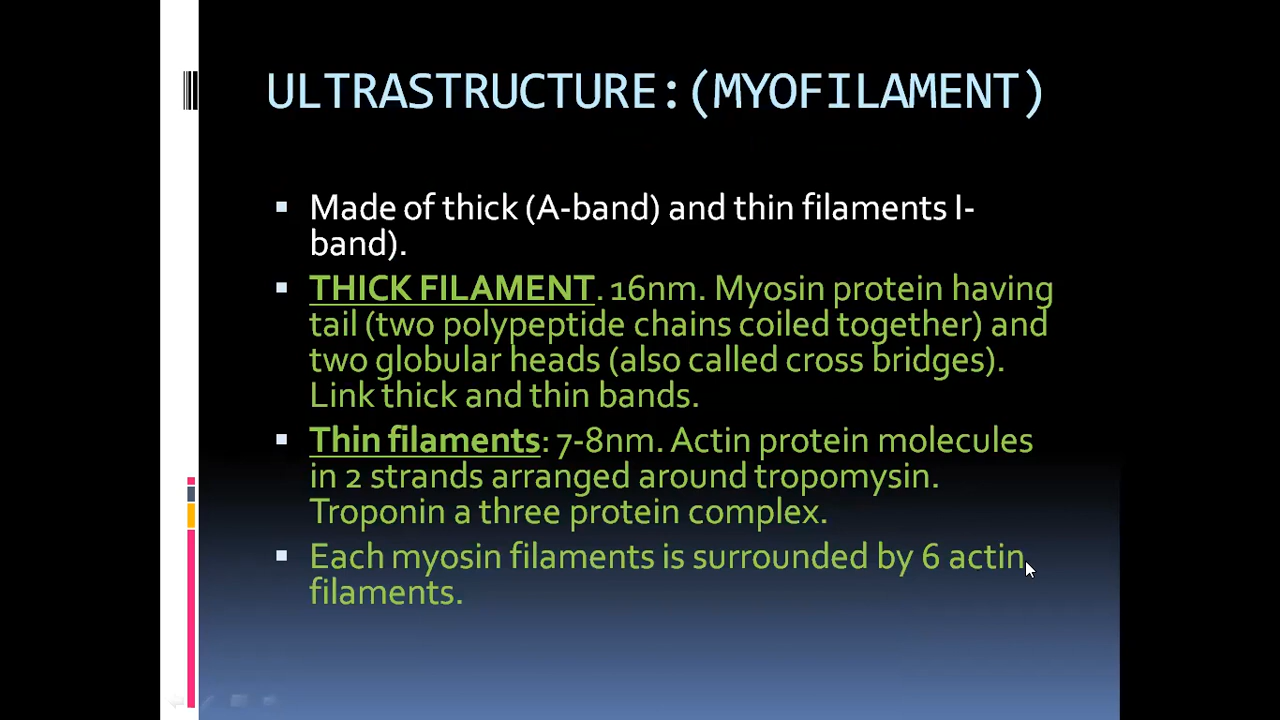 ULTRASTRUCTURE:(MYOFILAMENT)
Made of thick (A-band) and thin filaments I-
band).
THICK FILAMENT. 16nm. Myosin protein having
tail (two polypeptide chains coiled together) and
two globular heads (also called cross bridges).
Link thick and thin bands.
Thin filaments: 7-8nm. Actin protein molecules
in 2 strands arranged around tropomysin.
Troponin a three protein complex.
Each myosin filaments is surrounded by 6 actin
filaments.